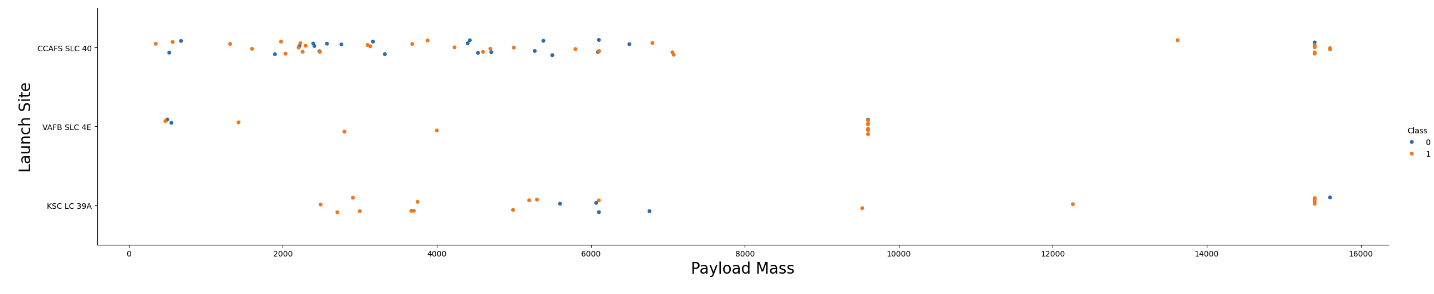 CCAFS SLC 40
VAFB SLC 4E
KSC LC 39A
Launch Site
0 2000 4000 6000 8000 10000 12000 14000 16000
Payload Mass
Class
0
1